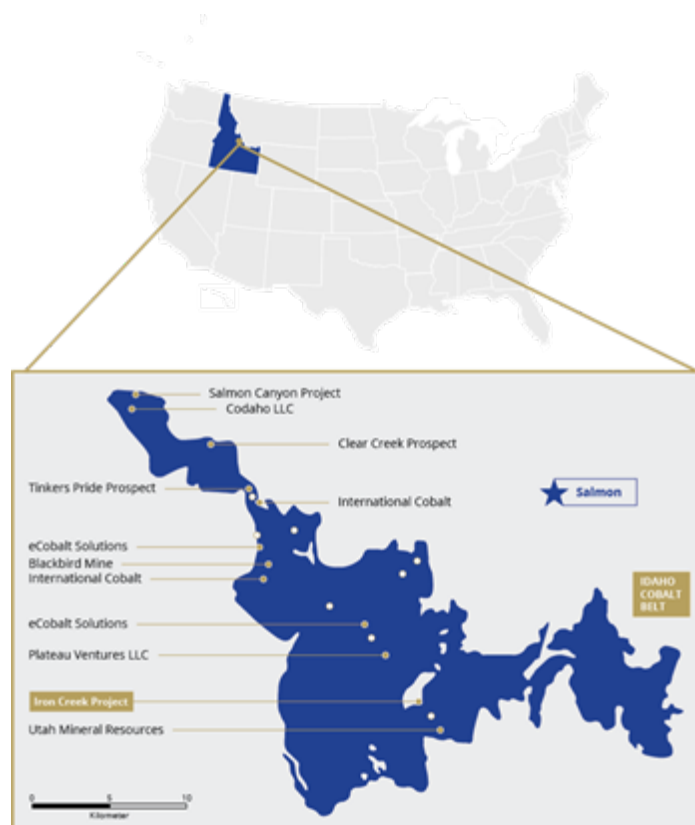 Salmon Canyon Project
Codaho LLC
Clear Creek Prospect
Tinkers Pride Prospect
International Cobalt
Salmon
eCobalt Solutions
Blackbird Mine
International Cobalt
IDAHO
COBALT
BELT
eCobalt Solutions
Plateau Ventures LLC
Iron Creek Project
Utah Mineral Resources
0 5 10
Kilometer